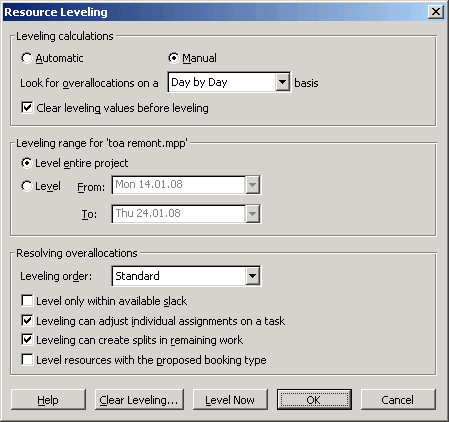 Resource Leveling
Leveling calculations
Automatic Manual
Look for overallocations on a Day by Day basis
Clear leveling values before leveling
Leveling range for 'toa remont.mpp'
Level entire project
Level From: Mon 14.01.08
To: Thu 24.01.08
Resolving overallocations
Leveling order: Standard
Level only within available slack
Leveling can adjust individual assignments on a task
Leveling can create splits in remaining work
Level resources with the proposed booking type
Help Clear Leveling... Level Now OK Cancel